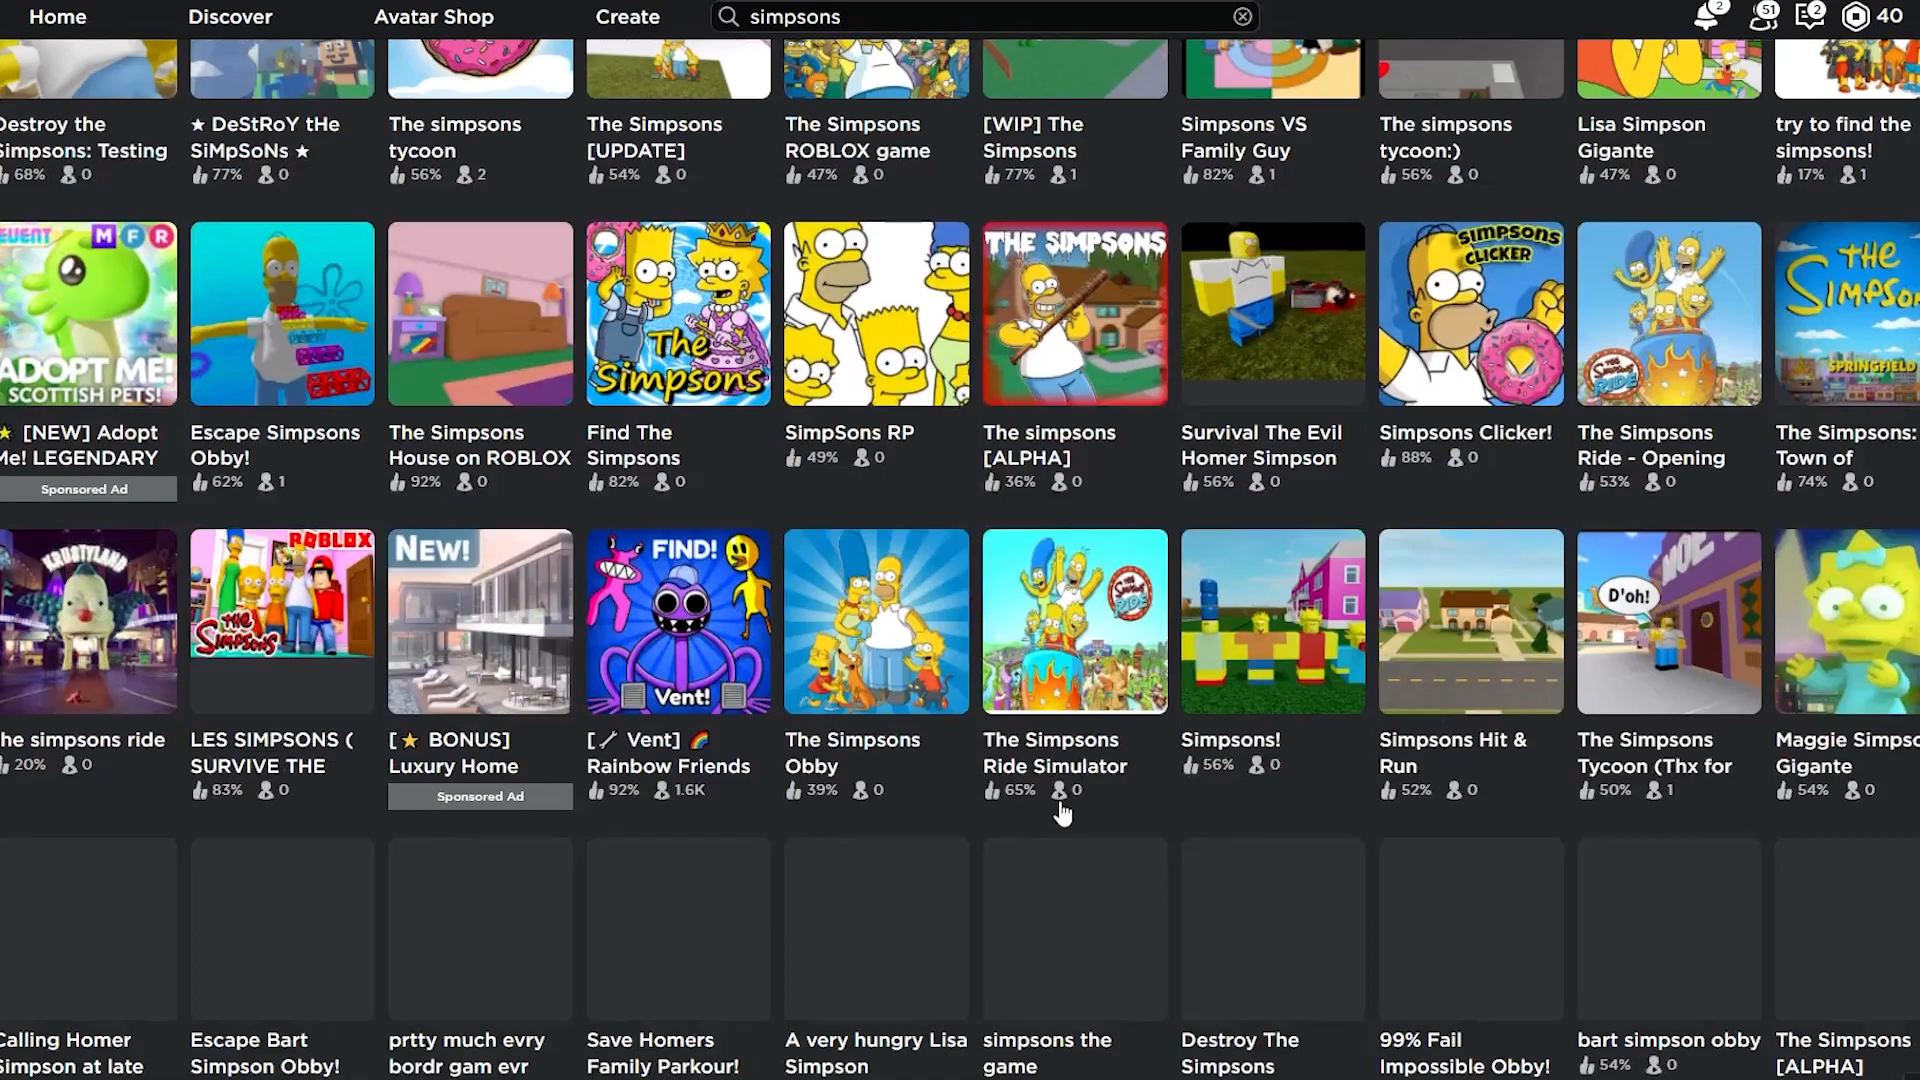 Home Discover Avatar Shop Create simpsons 2 51 2 40
Destroy the
Simpsons: Testing
68% 0
★ DeStRoY tHe
SiMpSoNs ★
77% 0
The simpsons
tycoon
56% 2
The Simpsons
[UPDATE]
54% 0
The Simpsons
ROBLOX game
47% 0
[WIP] The
Simpsons
77% 1
Simpsons VS
Family Guy
82% 1
The simpsons
tycoon:)
56% 0
Lisa Simpson
Gigante
47% 0
try to find the
simpsons!
17% 1
EVENT M F R
ADOPT ME!
SCOTTISH PETS!
The
Simpsons
THE SIMPSONS
SIMPSONS
CLICKER
THE
SIMPSONS
RIDE
THE
SIMPSO
SPRINGFIELD
[NEW] Adopt
Me! LEGENDARY
Sponsored Ad
Escape Simpsons
Obby!
62% 1
The Simpsons
House on ROBLOX
92% 0
Find The
Simpsons
82% 0
SimpSons RP
49% 0
The simpsons
[ALPHA]
36% 0
Survival The Evil
Homer Simpson
56% 0
Simpsons Clicker!
88% 0
The Simpsons
Ride - Opening
53% 0
The Simpsons:
Town of
74% 0
KRUSTYLAND
ROBLOX
THE
Simpsons
NEW!
FIND!
Vent!
THE
SIMPSONS
RIDE
D'oh!
MOE'S
he simpsons ride
20% 0
LES SIMPSONS (
SURVIVE THE
83% 0
[⭐ BONUS]
Luxury Home
Sponsored Ad
[🔧 Vent] 🌈
Rainbow Friends
92% 1.6K
The Simpsons
Obby
39% 0
The Simpsons
Ride Simulator
65% 0
Simpsons!
56% 0
Simpsons Hit &
Run
52% 0
The Simpsons
Tycoon (Thx for
50% 1
Maggie Simpso
Gigante
54% 0
Calling Homer
Simpson at late
Escape Bart
Simpson Obby!
prtty much evry
bordr gam evr
Save Homers
Family Parkour!
A very hungry Lisa
Simpson
simpsons the
game
Destroy The
Simpsons
99% Fail
Impossible Obby!
bart simpson obby
54% 0
The Simpsons
[ALPHA]